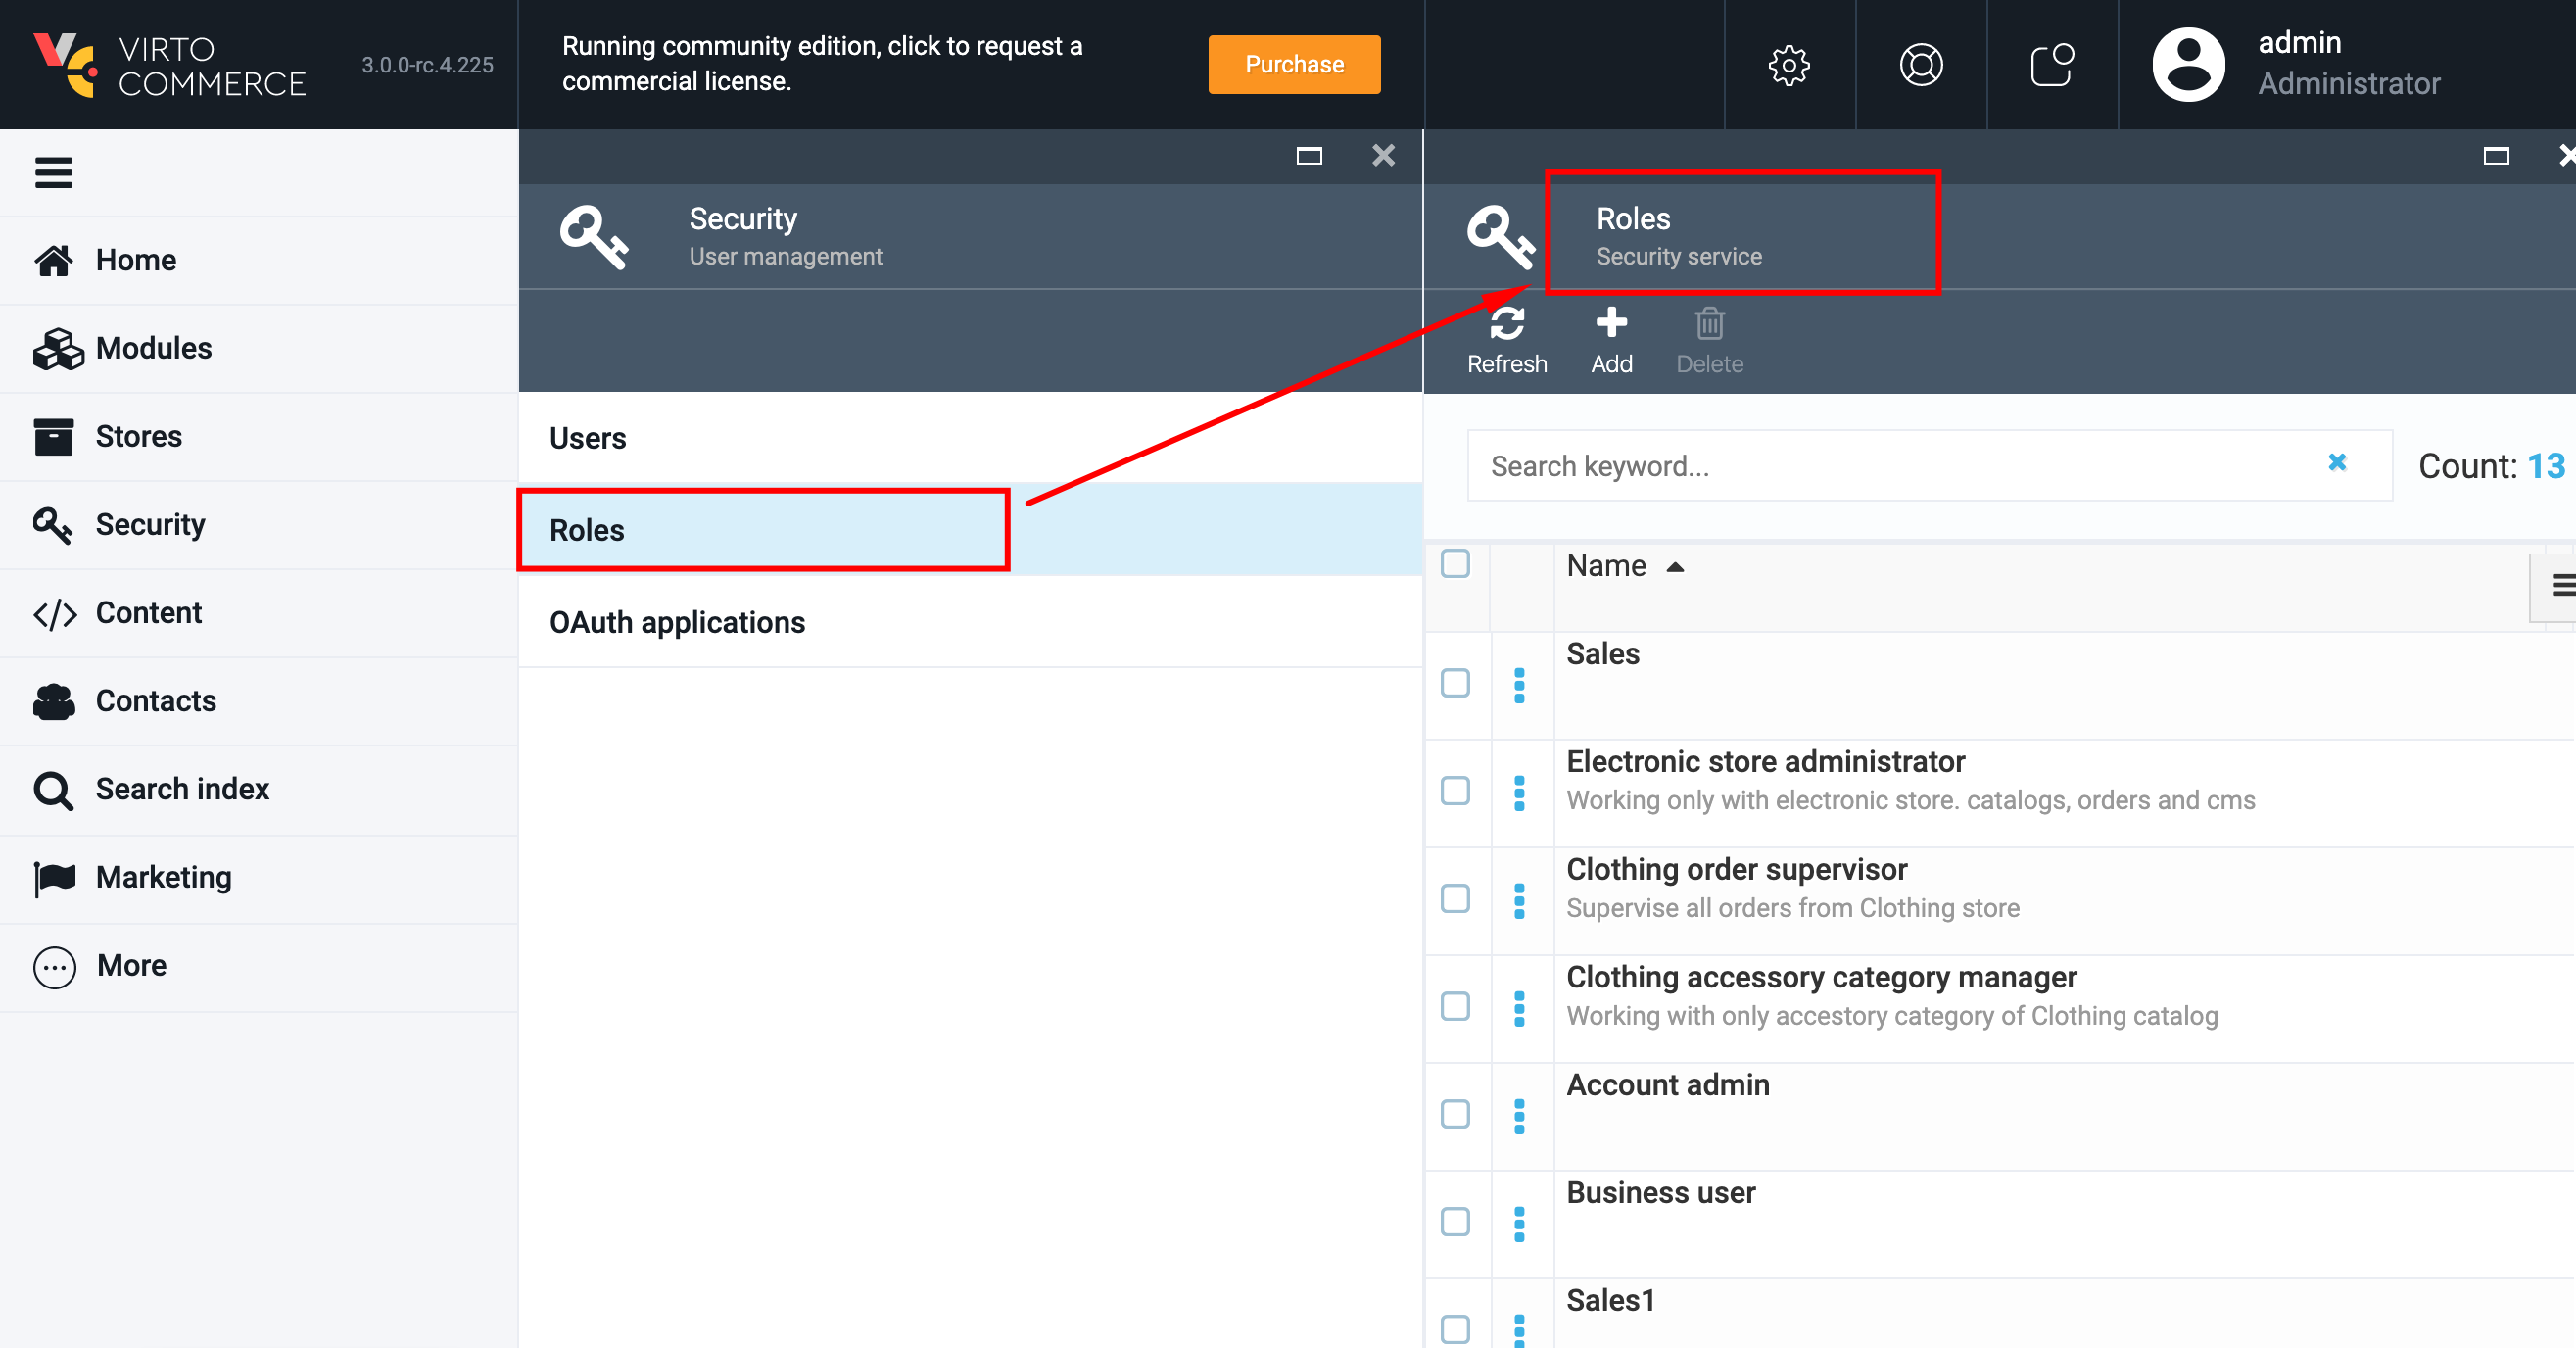 VIRTO
COMMERCE
3.0.0-rc.4.225
Running community edition, click to request a
commercial license.
Purchase
admin
Administrator
Home
Modules
Stores
Security
Content
Contacts
Search index
Marketing
More
Security
User management
Users
Roles
OAuth applications
Roles
Security service
Refresh
Add
Delete
Search keyword...
Count: 13
Name
Sales
Electronic store administrator
Working only with electronic store. catalogs, orders and cms
Clothing order supervisor
Supervise all orders from Clothing store
Clothing accessory category manager
Working with only accestory category of Clothing catalog
Account admin
Business user
Sales1